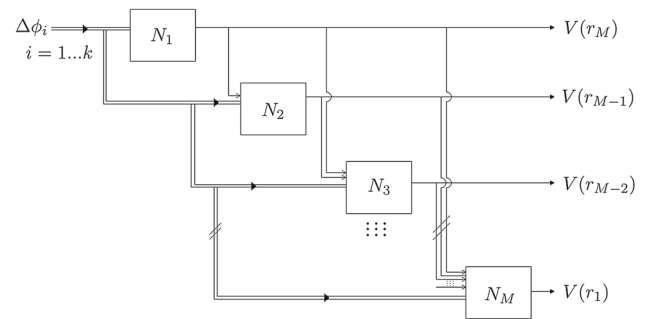 Δϕ_i
i = 1...k
N_1
V(r_M)
N_2
V(r_{M−1})
N_3
V(r_{M−2})
N_M
V(r_1)